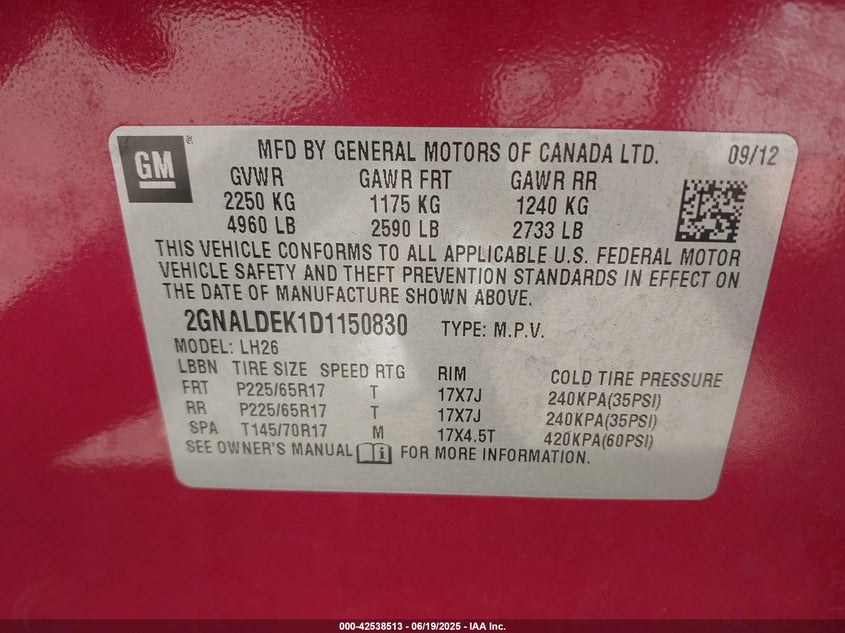 GM®
MFD BY GENERAL MOTORS OF CANADA LTD. 09/12
GVWR GAWR FRT GAWR RR
2250 KG 1175 KG 1240 KG
4960 LB 2590 LB 2733 LB
THIS VEHICLE CONFORMS TO ALL APPLICABLE U.S. FEDERAL MOTOR
VEHICLE SAFETY AND THEFT PREVENTION STANDARDS IN EFFECT ON
THE DATE OF MANUFACTURE SHOWN ABOVE.
2GNALDEK1D1150830 TYPE: M.P.V.
MODEL: LH26
LBBN TIRE SIZE SPEED RTG RIM COLD TIRE PRESSURE
FRT P225/65R17 T 17X7J 240KPA(35PSI)
RR P225/65R17 T 17X7J 240KPA(35PSI)
SPA T145/70R17 M 17X4.5T 420KPA(60PSI)
SEE OWNER'S MANUAL i FOR MORE INFORMATION.
000-42538513 - 06/19/2025 - IAA Inc.